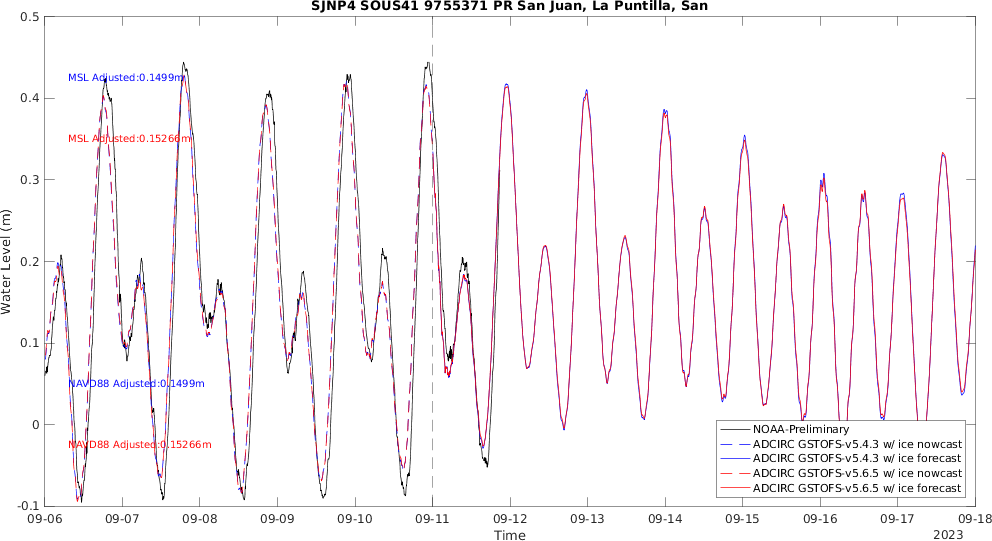 SJNP4 SOUS41 9755371 PR San Juan, La Puntilla, San
0.5
0.4
0.3
0.2
0.1
0
-0.1
Water Level (m)
MSL Adjusted:0.1499m
MSL Adjusted:0.15266m
NAVD88 Adjusted:0.1499m
NAVD88 Adjusted:0.15266m
NOAA-Preliminary
ADCIRC GSTOFS-v5.4.3 w/ ice nowcast
ADCIRC GSTOFS-v5.4.3 w/ ice forecast
ADCIRC GSTOFS-v5.6.5 w/ ice nowcast
ADCIRC GSTOFS-v5.6.5 w/ ice forecast
09-06 09-07 09-08 09-09 09-10 09-11 09-12 09-13 09-14 09-15 09-16 09-17 09-18
Time
2023